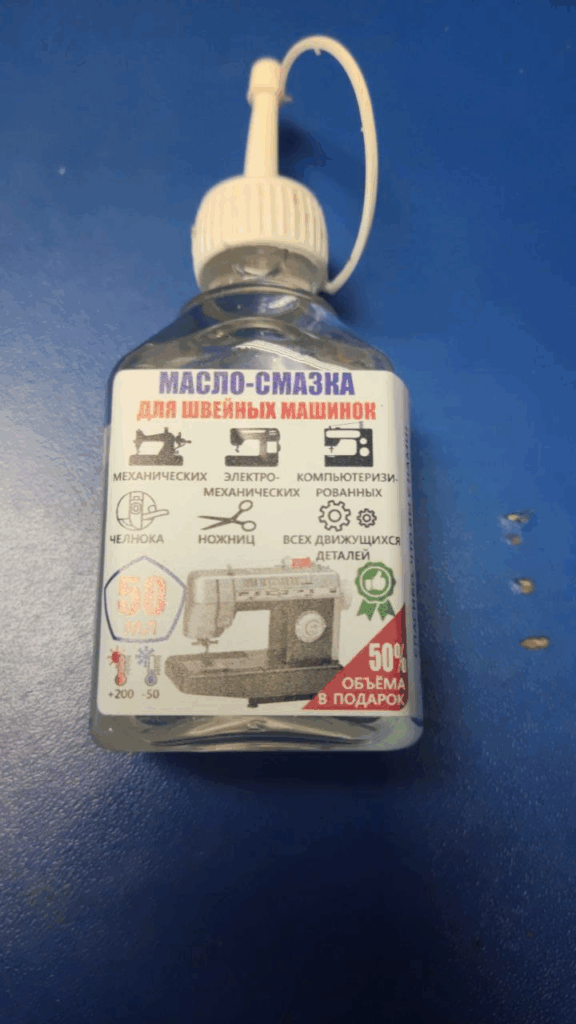 МАСЛО-СМАЗКА
ДЛЯ ШВЕЙНЫХ МАШИНОК
МЕХАНИЧЕСКИХ
ЭЛЕКТРО-
МЕХАНИЧЕСКИХ
КОМПЬЮТЕРИЗИ-
РОВАННЫХ
ЧЕЛНОКА
НОЖНИЦ
ВСЕХ ДВИЖУЩИХСЯ
ДЕТАЛЕЙ
50
МЛ
+200 -50
50%
ОБЪЁМА
В ПОДАРОК